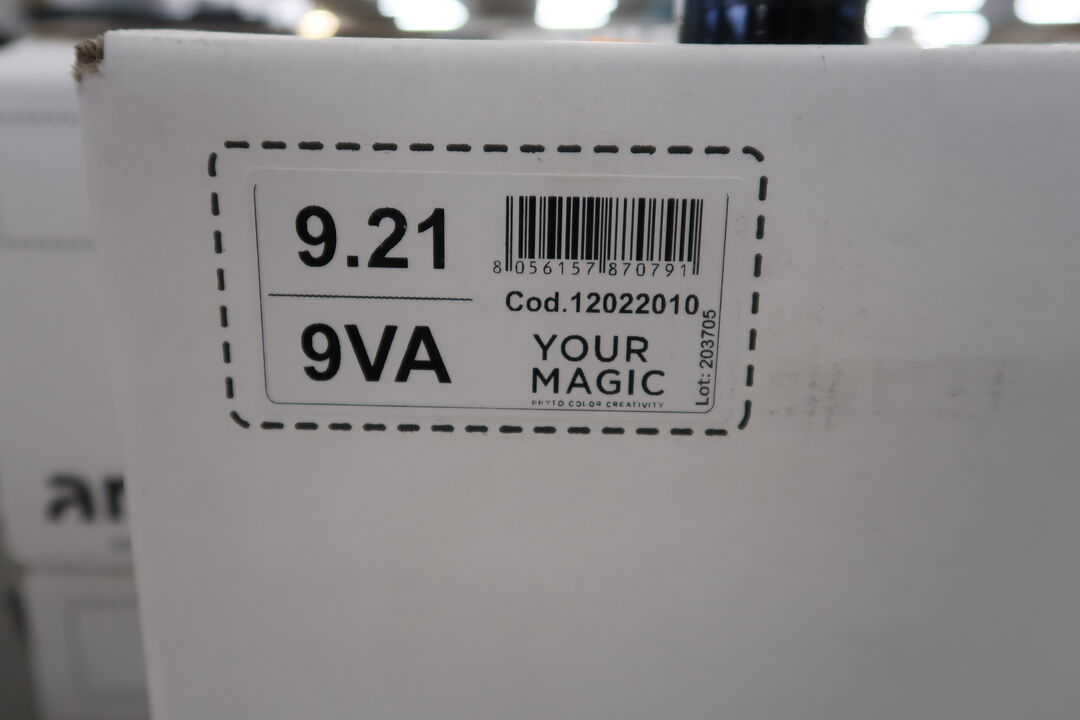 9.21
9VA
8 056157 870791
Cod.12022010
YOUR
MAGIC
PHYTO COLOR CREATIVITY
Lot: 203705